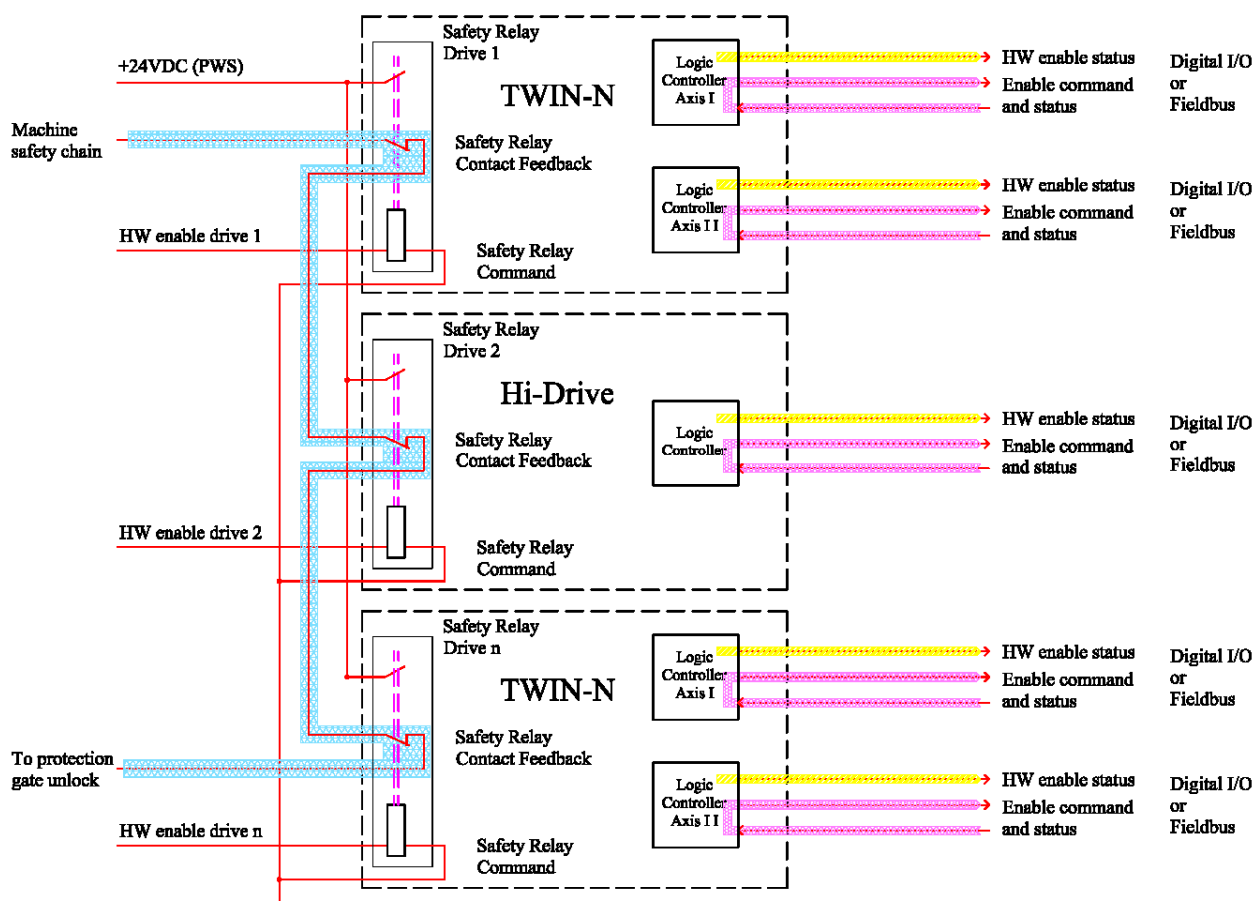 Safety Relay
Drive 1
+24VDC (PWS)
TWIN-N
Logic
Controller
Axis I
HW enable status
Enable command
and status
Digital I/O
or
Fieldbus
Machine
safety chain
Safety Relay
Contact Feedback
Logic
Controller
Axis I I
HW enable status
Enable command
and status
Digital I/O
or
Fieldbus
HW enable drive 1
Safety Relay
Command
Safety Relay
Drive 2
Hi-Drive
Safety Relay
Contact Feedback
Logic
Controller
HW enable status
Enable command
and status
Digital I/O
or
Fieldbus
HW enable drive 2
Safety Relay
Command
Safety Relay
Drive n
TWIN-N
Logic
Controller
Axis I
HW enable status
Enable command
and status
Digital I/O
or
Fieldbus
Safety Relay
Contact Feedback
To protection
gate unlock
Logic
Controller
Axis I I
HW enable status
Enable command
and status
Digital I/O
or
Fieldbus
HW enable drive n
Safety Relay
Command